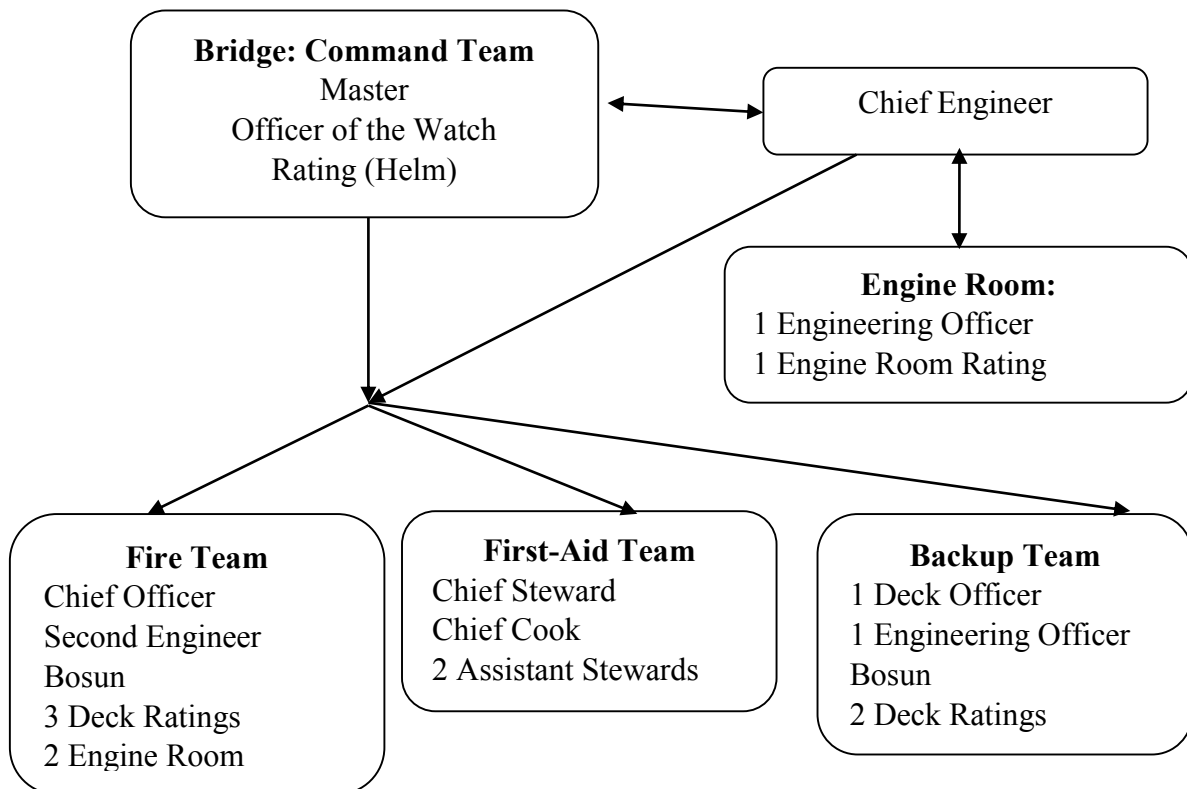 Bridge: Command Team
Master
Officer of the Watch
Rating (Helm)
Chief Engineer
Engine Room:
1 Engineering Officer
1 Engine Room Rating
Fire Team
Chief Officer
Second Engineer
Bosun
3 Deck Ratings
2 Engine Room
First-Aid Team
Chief Steward
Chief Cook
2 Assistant Stewards
Backup Team
1 Deck Officer
1 Engineering Officer
Bosun
2 Deck Ratings